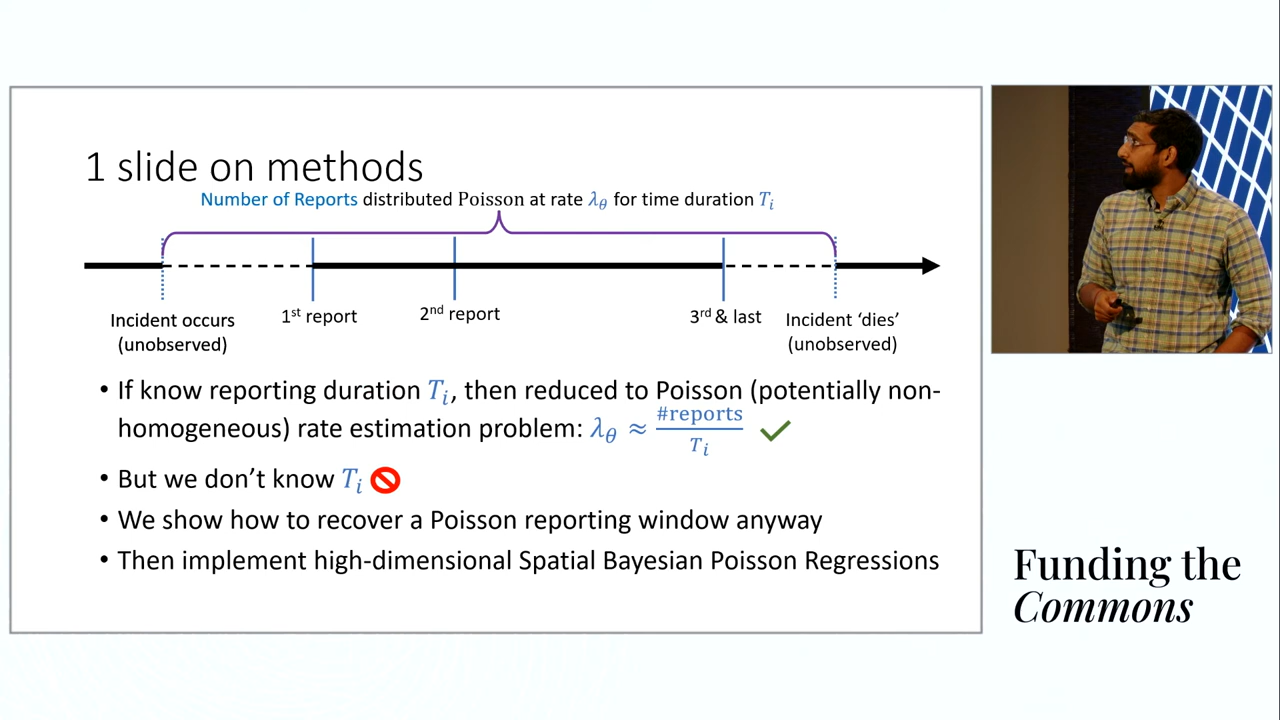 1 slide on methods
Number of Reports distributed Poisson at rate λ_θ for time duration T_i
Incident occurs
(unobserved)
1st report
2nd report
3rd & last
Incident ‘dies’
(unobserved)
• If know reporting duration T_i, then reduced to Poisson (potentially non-
homogeneous) rate estimation problem: λ_θ ≈ #reports / T_i
• But we don’t know T_i
• We show how to recover a Poisson reporting window anyway
• Then implement high-dimensional Spatial Bayesian Poisson Regressions
Funding the
Commons